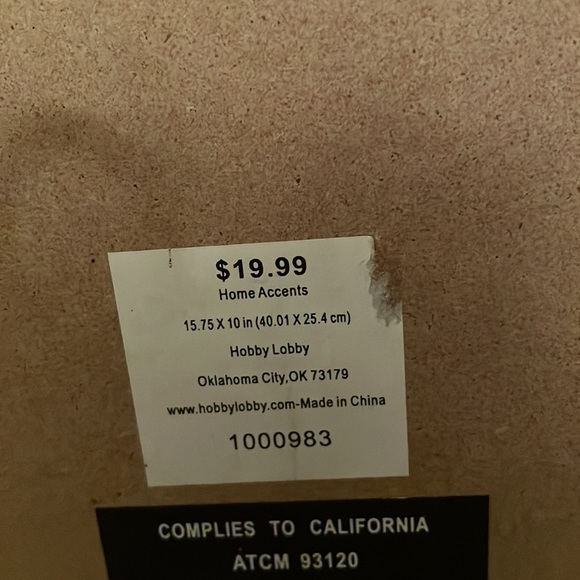 $19.99
Home Accents
15.75 X 10 in (40.01 X 25.4 cm)
Hobby Lobby
Oklahoma City,OK 73179
www.hobbylobby.com-Made in China
1000983
COMPLIES TO CALIFORNIA
ATCM 93120